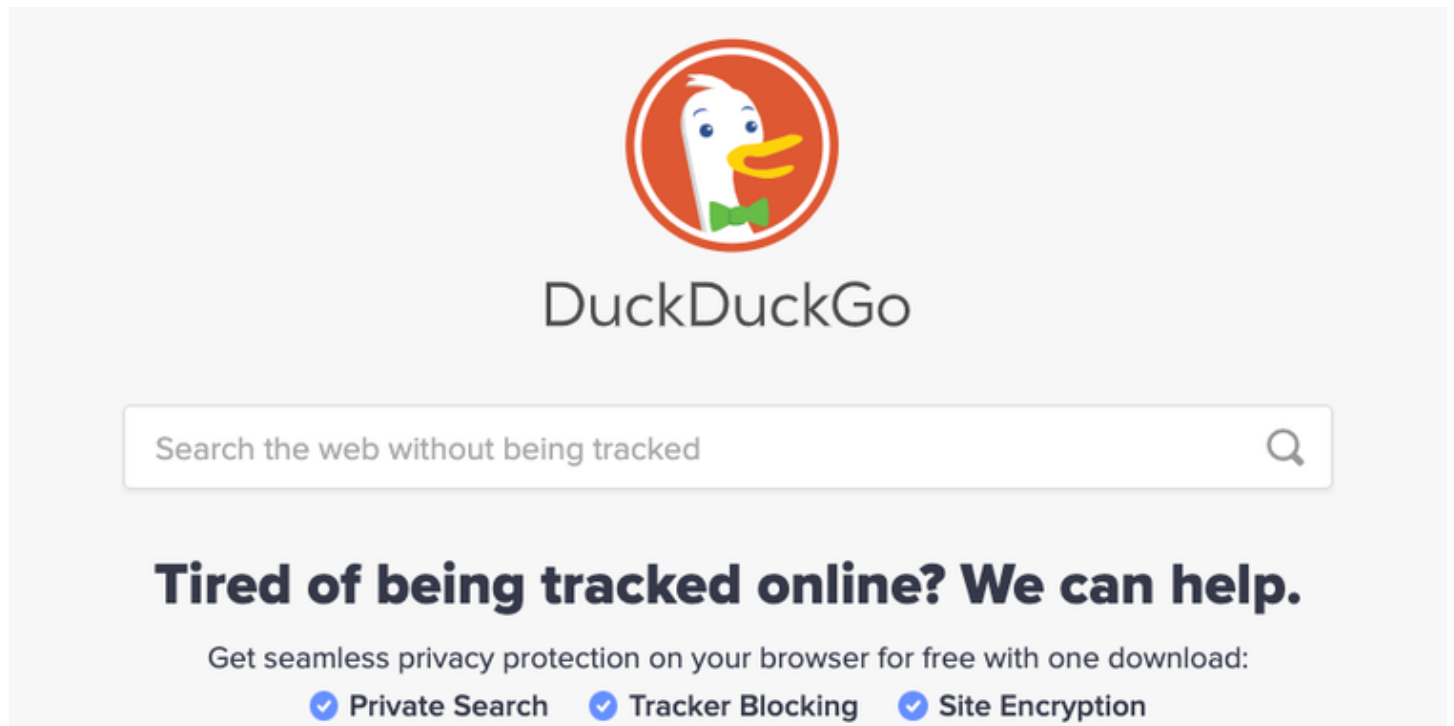 DuckDuckGo
Search the web without being tracked
Tired of being tracked online? We can help.
Get seamless privacy protection on your browser for free with one download:
Private Search Tracker Blocking Site Encryption